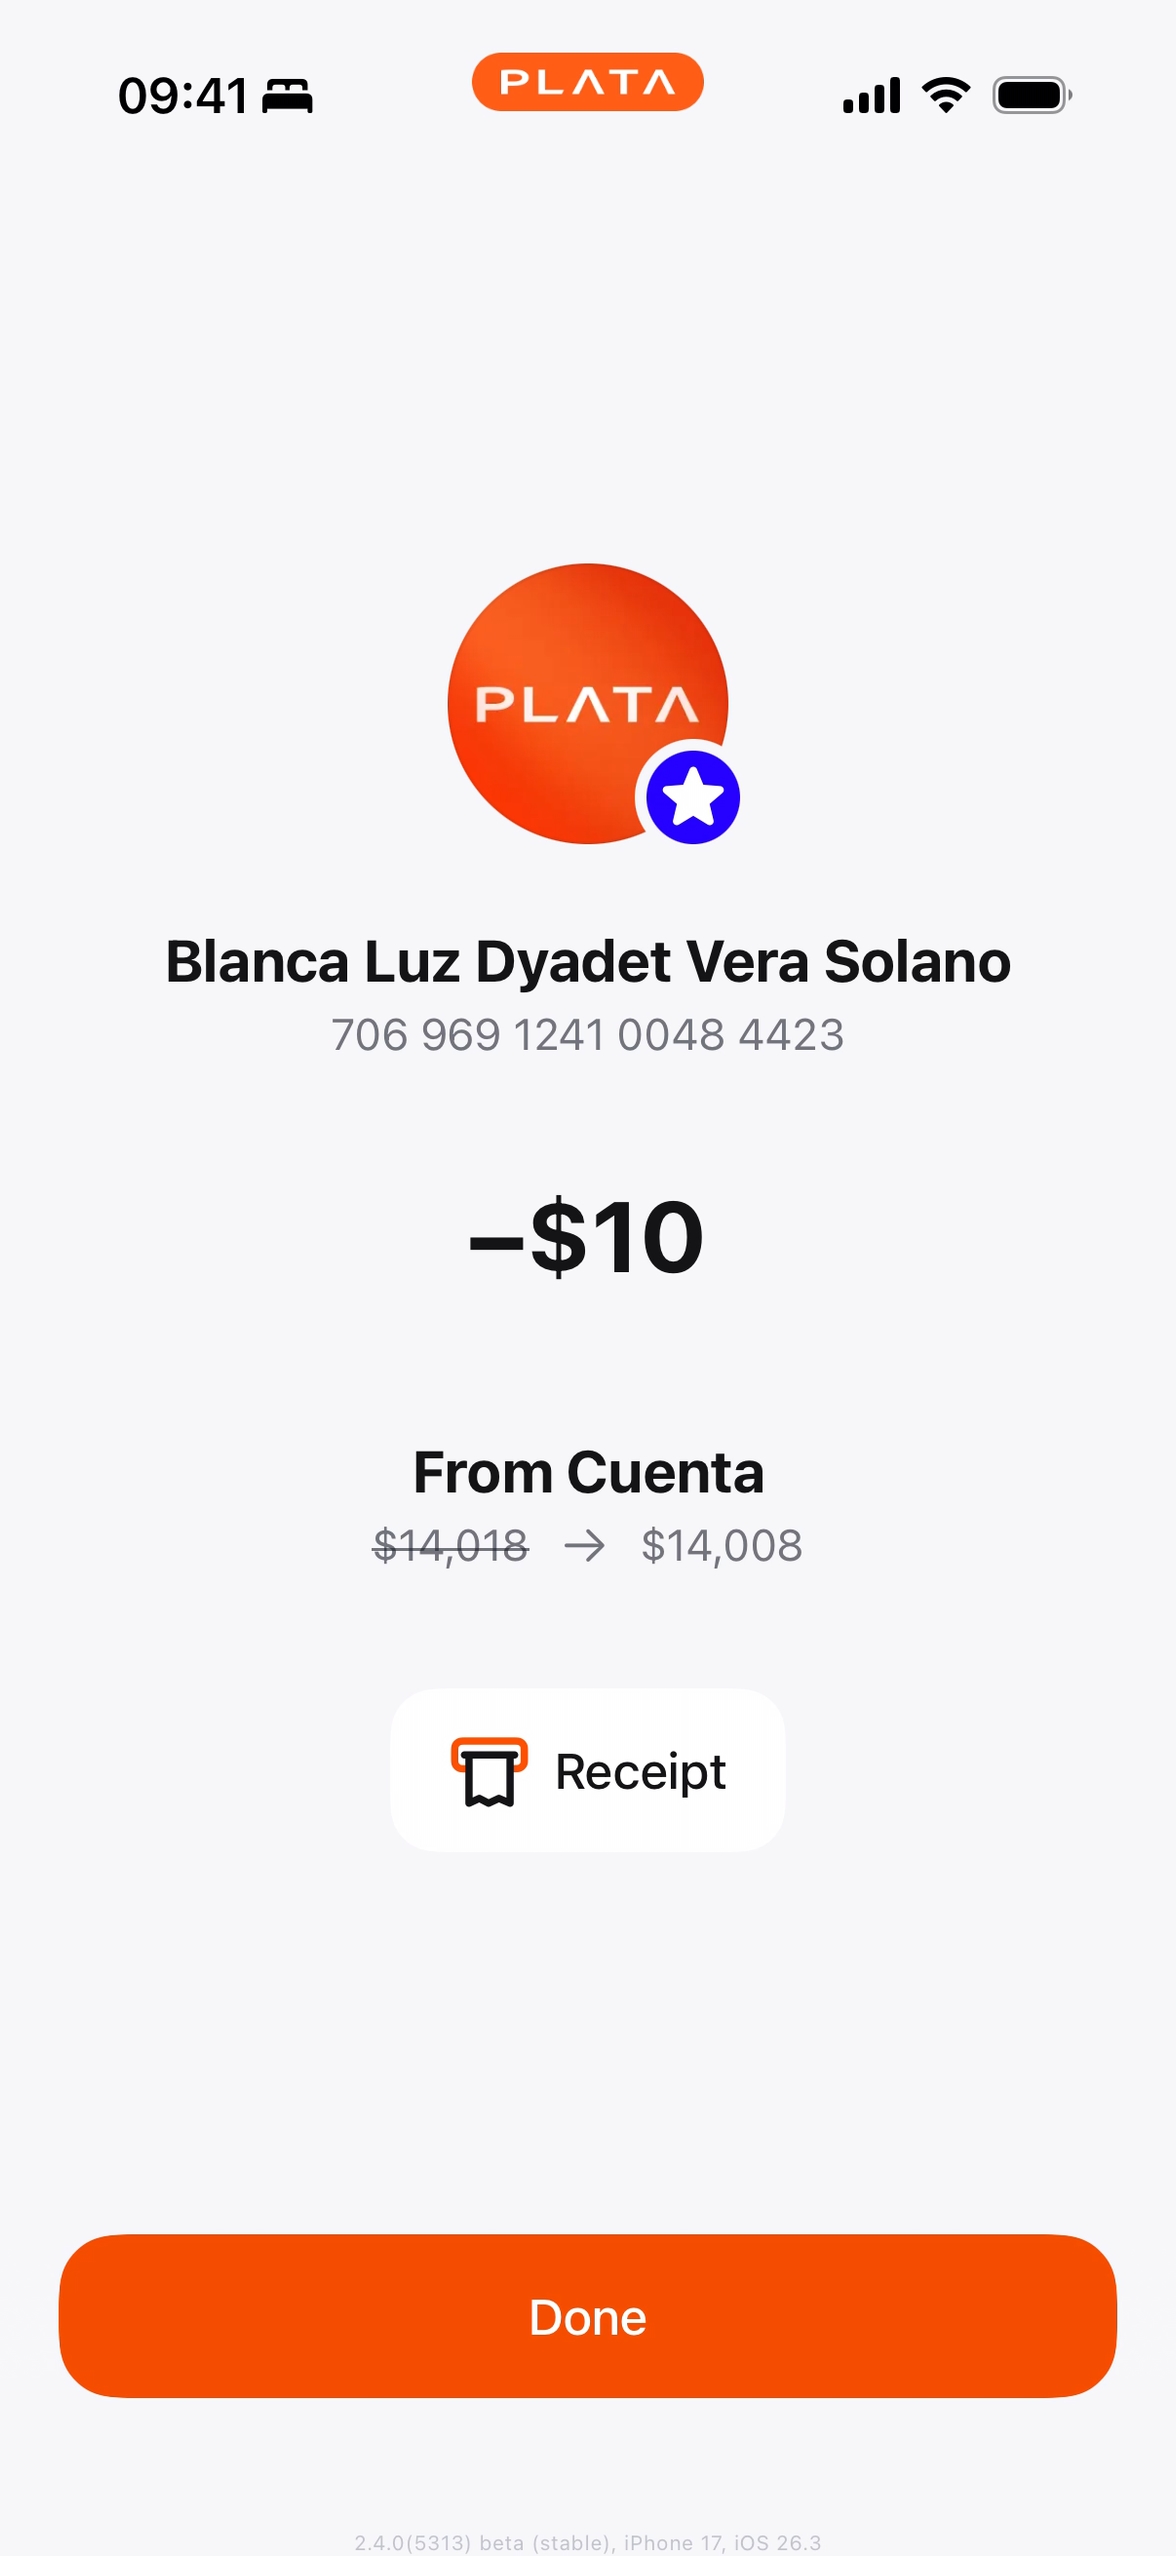 09:41
PLATA
PLATA
Blanca Luz Dyadet Vera Solano
706 969 1241 0048 4423
–$10
From Cuenta
$14,018 → $14,008
Receipt
Done
2.4.0(5313) beta (stable), iPhone 17, iOS 26.3